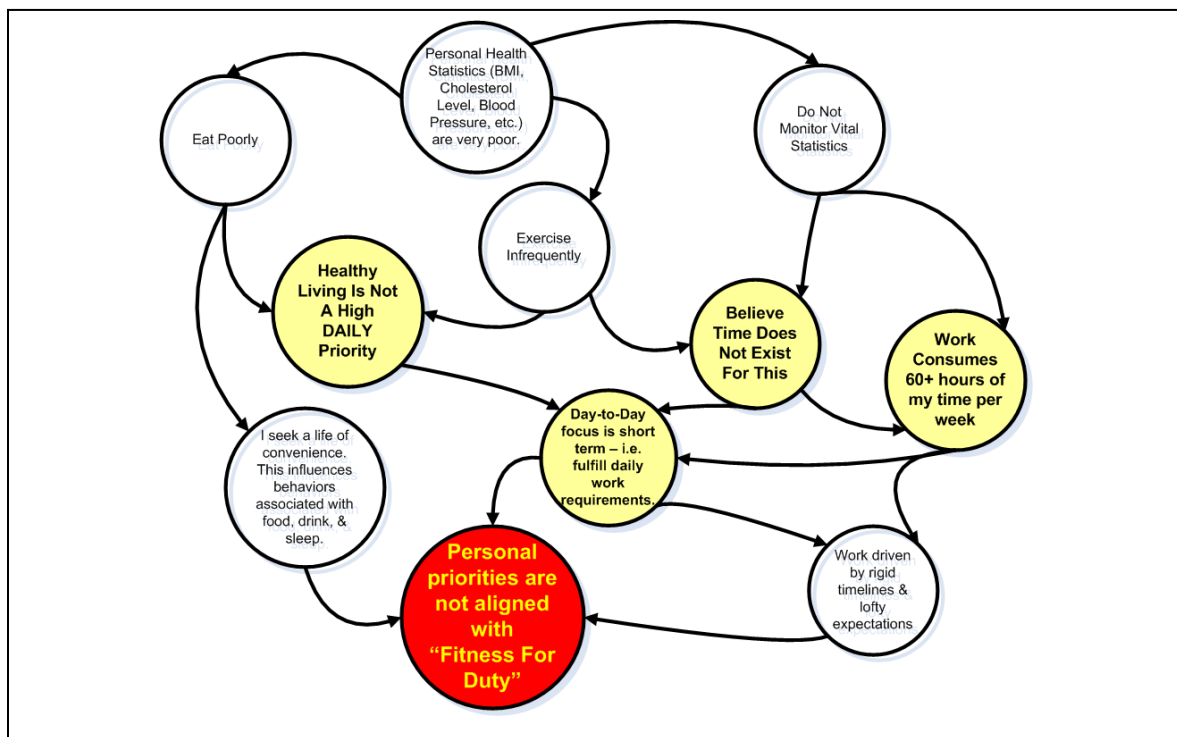 Personal Health
Statistics (BMI,
Cholesterol
Level, Blood
Pressure, etc.)
are very poor.
Eat Poorly
Do Not
Monitor Vital
Statistics
Exercise
Infrequently
Healthy
Living Is Not
A High
DAILY
Priority
Believe
Time Does
Not Exist
For This
Work
Consumes
60+ hours of
my time per
week
Day-to-Day
focus is short
term – i.e.
fulfill daily
work
requirements.
I seek a life of
convenience.
This influences
behaviors
associated with
food, drink, &
sleep.
Personal
priorities are
not aligned
with
“Fitness For
Duty”
Work driven
by rigid
timelines &
lofty
expectations